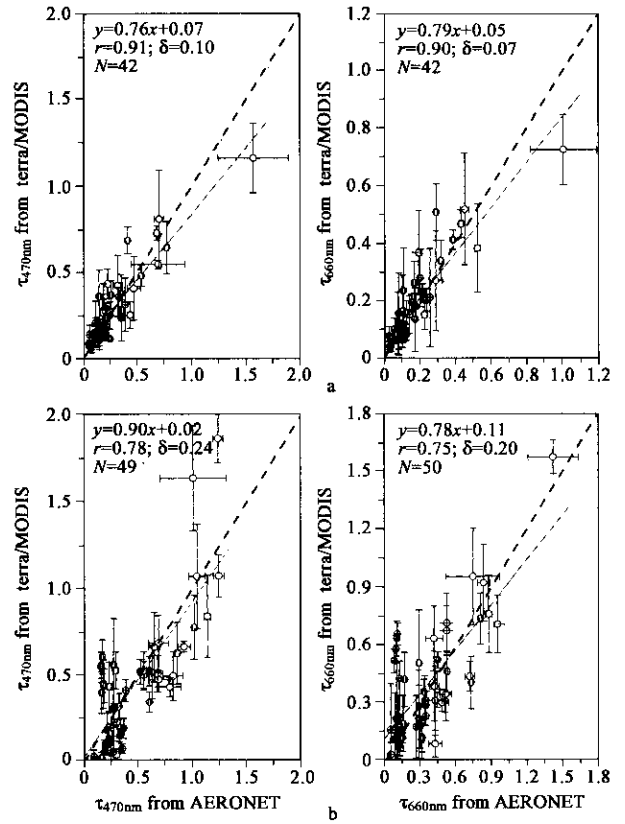 y=0.76x+0.07
r=0.91; δ=0.10
N=42
τ470nm from terra/MODIS
2.0
1.5
1.0
0.5
0
0 0.5 1.0 1.5 2.0
y=0.79x+0.05
r=0.90; δ=0.07
N=42
τ660nm from terra/MODIS
1.2
1.0
0.8
0.6
0.4
0.2
0
0 0.3 0.6 0.9 1.2
a
y=0.90x+0.02
r=0.78; δ=0.24
N=49
τ470nm from terra/MODIS
2.0
1.5
1.0
0.5
0
0 0.5 1.0 1.5 2.0
τ470nm from AERONET
y=0.78x+0.11
r=0.75; δ=0.20
N=50
τ660nm from terra/MODIS
1.8
1.5
1.2
0.9
0.6
0.3
0
0 0.3 0.6 0.9 1.2 1.5 1.8
τ660nm from AERONET
b